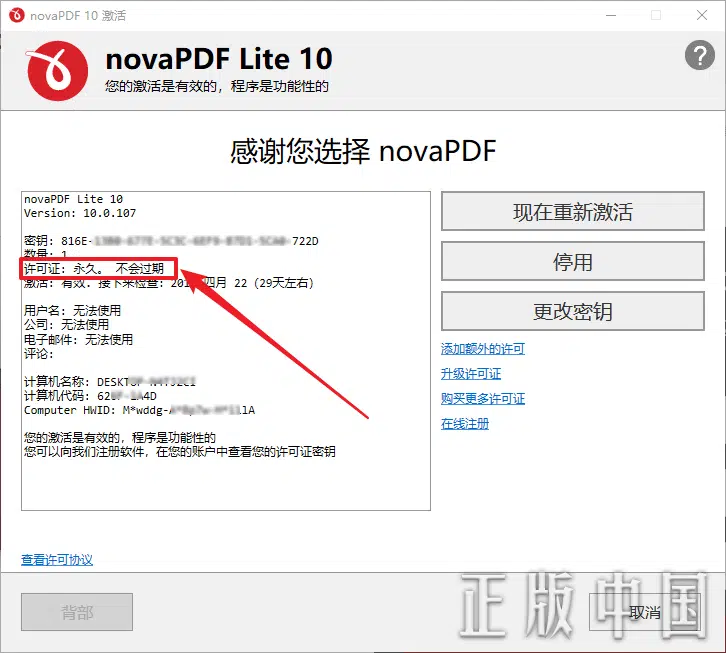 novaPDF 10 激活
novaPDF Lite 10
您的激活是有效的，程序是功能性的
?
感谢您选择 novaPDF
novaPDF Lite 10
Version: 10.0.107
密钥: 816E- -722D
数量: 1
许可证: 永久。 不会过期
激活: 有效. 接下来检查: 四月 22 (29天左右)
用户名: 无法使用
公司: 无法使用
电子邮件: 无法使用
评论:
计算机名称: DESKTOP-
计算机代码: 4D
Computer HWID: M*wddg- lA
您的激活是有效的，程序是功能性的
您可以向我们注册软件，在您的账户中查看您的许可证密钥
现在重新激活
停用
更改密钥
添加额外的许可
升级许可证
购买更多许可证
在线注册
查看许可协议
背部
取消
正版中国